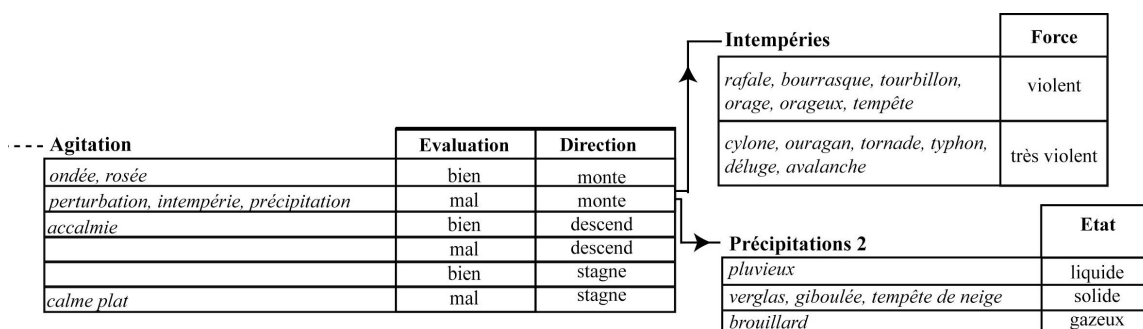 Intempéries Force
rafale, bourrasque, tourbillon,
orage, orageux, tempête violent
cylone, ouragan, tornade, typhon,
déluge, avalanche très violent
Agitation Evaluation Direction
ondée, rosée bien monte
perturbation, intempérie, précipitation mal monte
accalmie bien descend
mal descend
bien stagne
calme plat mal stagne
Précipitations 2 Etat
pluvieux liquide
verglas, giboulée, tempête de neige solide
brouillard gazeux